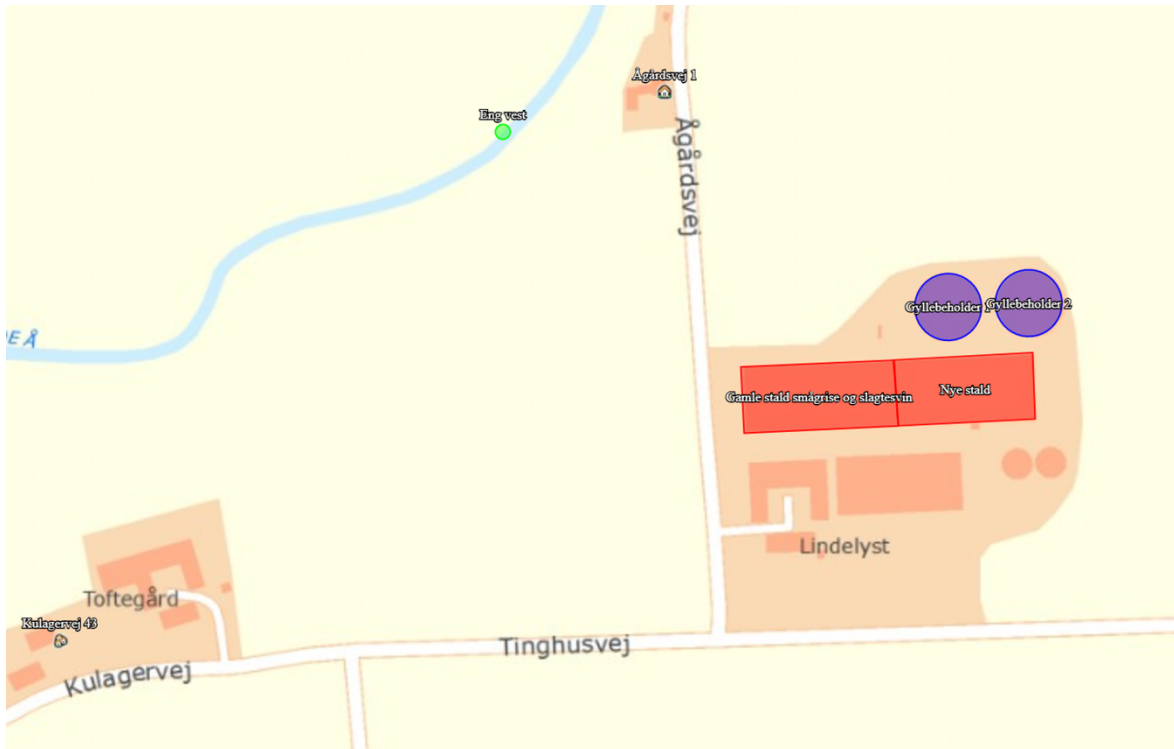 Ågårdsvej 1
Eng vest
Ågårdsvej
E Å
Gyllebeholder
Gyllebeholder 2
Gamle stald smågrise og slagtesvin
Nye stald
Lindelyst
Toftegård
Kulagervej 43
Tinghusvej
Kulagervej